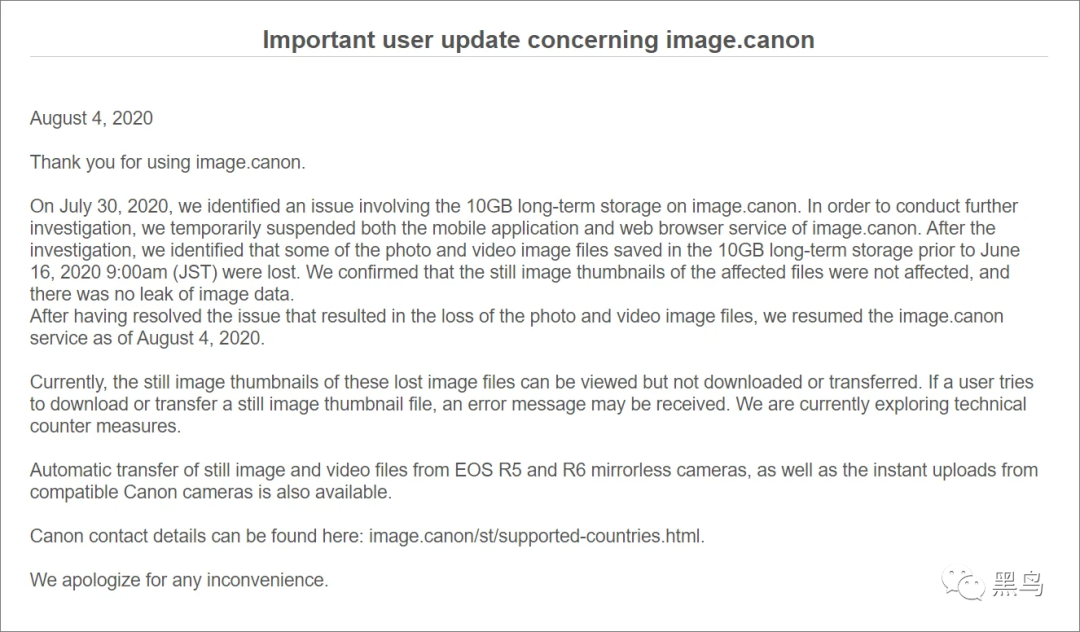 Important user update concerning image.canon
August 4, 2020
Thank you for using image.canon.
On July 30, 2020, we identified an issue involving the 10GB long-term storage on image.canon. In order to conduct further
investigation, we temporarily suspended both the mobile application and web browser service of image.canon. After the
investigation, we identified that some of the photo and video image files saved in the 10GB long-term storage prior to June
16, 2020 9:00am (JST) were lost. We confirmed that the still image thumbnails of the affected files were not affected, and
there was no leak of image data.
After having resolved the issue that resulted in the loss of the photo and video image files, we resumed the image.canon
service as of August 4, 2020.
Currently, the still image thumbnails of these lost image files can be viewed but not downloaded or transferred. If a user tries
to download or transfer a still image thumbnail file, an error message may be received. We are currently exploring technical
counter measures.
Automatic transfer of still image and video files from EOS R5 and R6 mirrorless cameras, as well as the instant uploads from
compatible Canon cameras is also available.
Canon contact details can be found here: image.canon/st/supported-countries.html.
We apologize for any inconvenience.
黑鸟